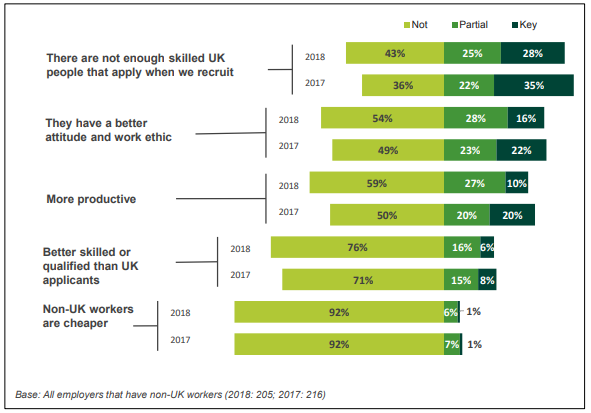 Not Partial Key
There are not enough skilled UK
people that apply when we recruit
2018 43% 25% 28%
2017 36% 22% 35%
They have a better
attitude and work ethic
2018 54% 28% 16%
2017 49% 23% 22%
More productive
2018 59% 27% 10%
2017 50% 20% 20%
Better skilled or
qualified than UK
applicants
2018 76% 16% 6%
2017 71% 15% 8%
Non-UK workers
are cheaper
2018 92% 6% 1%
2017 92% 7% 1%
Base: All employers that have non-UK workers (2018: 205; 2017: 216)